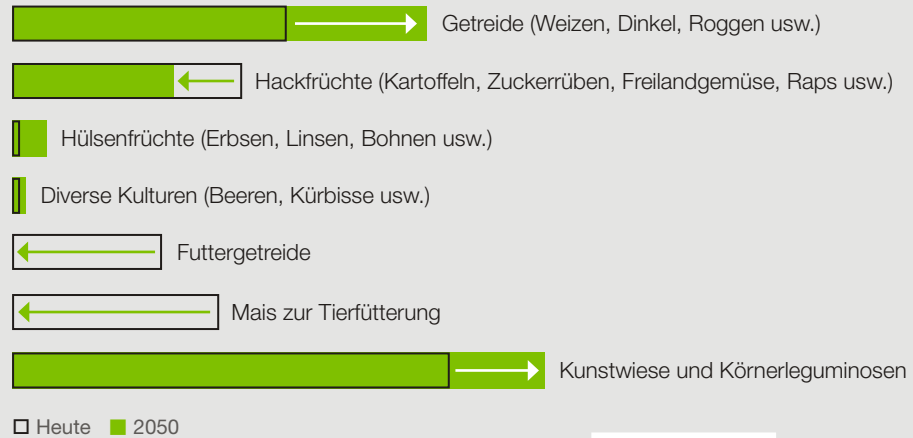 Getreide (Weizen, Dinkel, Roggen usw.)
Hackfrüchte (Kartoffeln, Zuckerrüben, Freilandgemüse, Raps usw.)
Hülsenfrüchte (Erbsen, Linsen, Bohnen usw.)
Diverse Kulturen (Beeren, Kürbisse usw.)
Futtergetreide
Mais zur Tierfütterung
Kunstwiese und Körnerleguminosen
Heute 2050